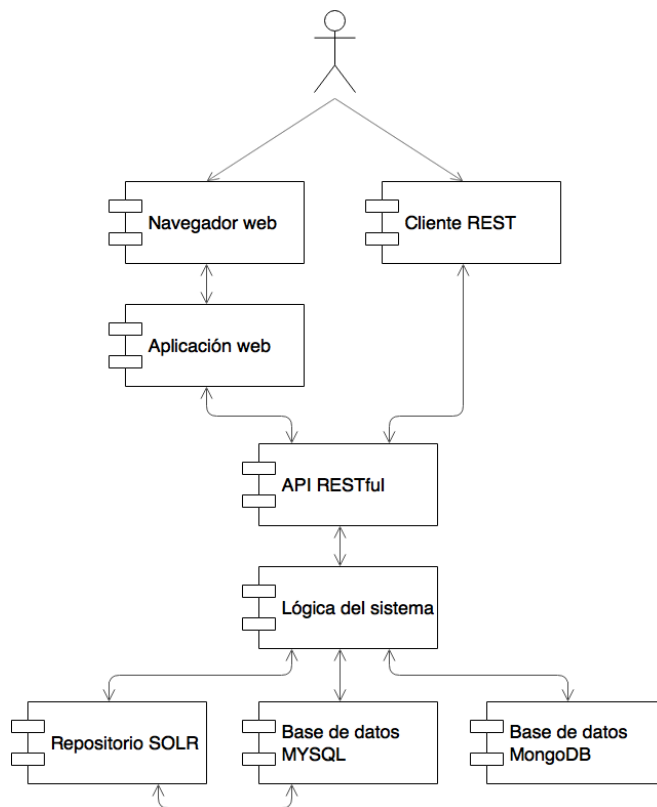 Navegador web
Cliente REST
Aplicación web
API RESTful
Lógica del sistema
Repositorio SOLR
Base de datos
MYSQL
Base de datos
MongoDB